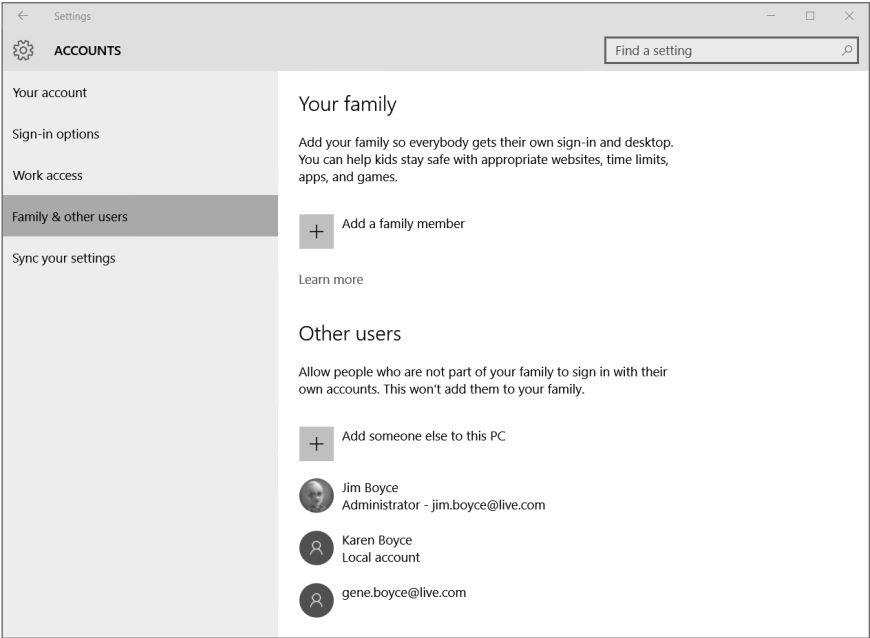 Settings
ACCOUNTS
Find a setting
Your account
Sign-in options
Work access
Family & other users
Sync your settings
Your family
Add your family so everybody gets their own sign-in and desktop.
You can help kids stay safe with appropriate websites, time limits,
apps, and games.
Add a family member
Learn more
Other users
Allow people who are not part of your family to sign in with their
own accounts. This won't add them to your family.
Add someone else to this PC
Jim Boyce
Administrator - jim.boyce@live.com
Karen Boyce
Local account
gene.boyce@live.com